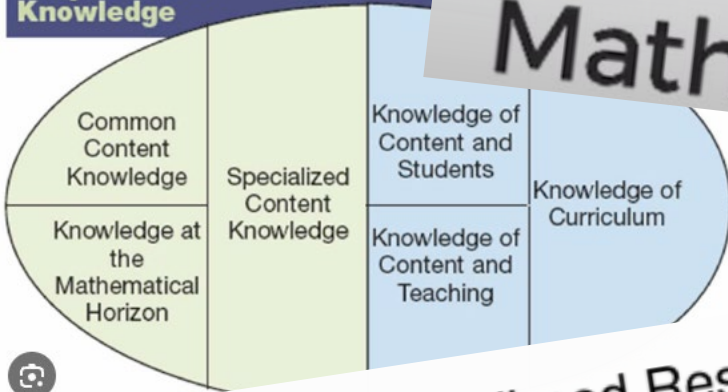 Knowledge
Math
Common
Content
Knowledge
Knowledge at
the
Mathematical
Horizon
Specialized
Content
Knowledge
Knowledge of
Content and
Students
Knowledge of
Content and
Teaching
Knowledge of
Curriculum